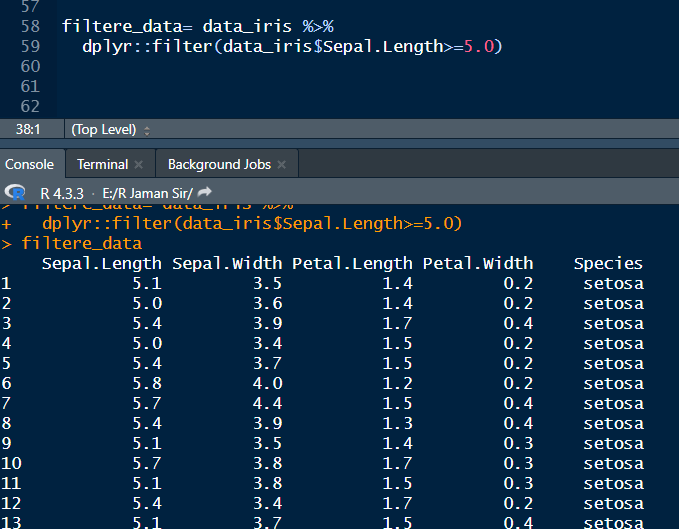 57
58 filtere_data= data_iris %>%
59 dplyr::filter(data_iris$Sepal.Length>=5.0)
60
61
62
38:1 (Top Level)
Console Terminal Background Jobs
R 4.3.3 · E:/R Jaman Sir/
> filtere_data= data_iris %>%
+ dplyr::filter(data_iris$Sepal.Length>=5.0)
> filtere_data
Sepal.Length Sepal.Width Petal.Length Petal.Width Species
1 5.1 3.5 1.4 0.2 setosa
2 5.0 3.6 1.4 0.2 setosa
3 5.4 3.9 1.7 0.4 setosa
4 5.0 3.4 1.5 0.2 setosa
5 5.4 3.7 1.5 0.2 setosa
6 5.8 4.0 1.2 0.2 setosa
7 5.7 4.4 1.5 0.4 setosa
8 5.4 3.9 1.3 0.4 setosa
9 5.1 3.5 1.4 0.3 setosa
10 5.7 3.8 1.7 0.3 setosa
11 5.1 3.8 1.5 0.3 setosa
12 5.4 3.4 1.7 0.2 setosa
13 5.1 3.7 1.5 0.4 setosa